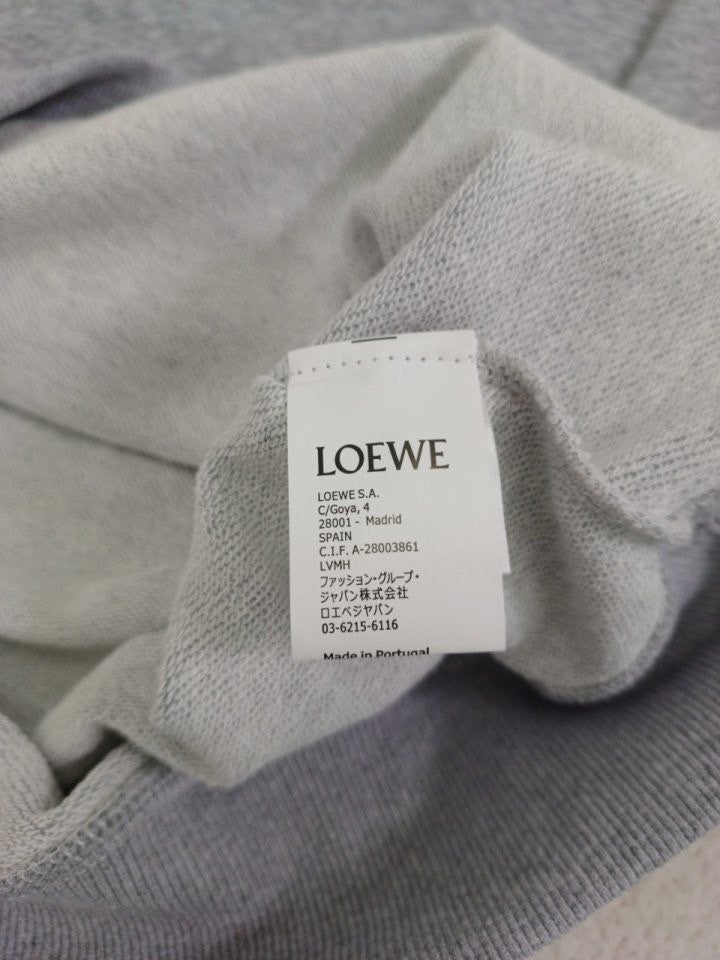 LOEWE
LOEWE S.A.
C/Goya, 4
28001 - Madrid
SPAIN
C.I.F. A-28003861
LVMH
ファッション・グループ・
ジャパン株式会社
ロエベジャパン
03-6215-6116
Made in Portugal